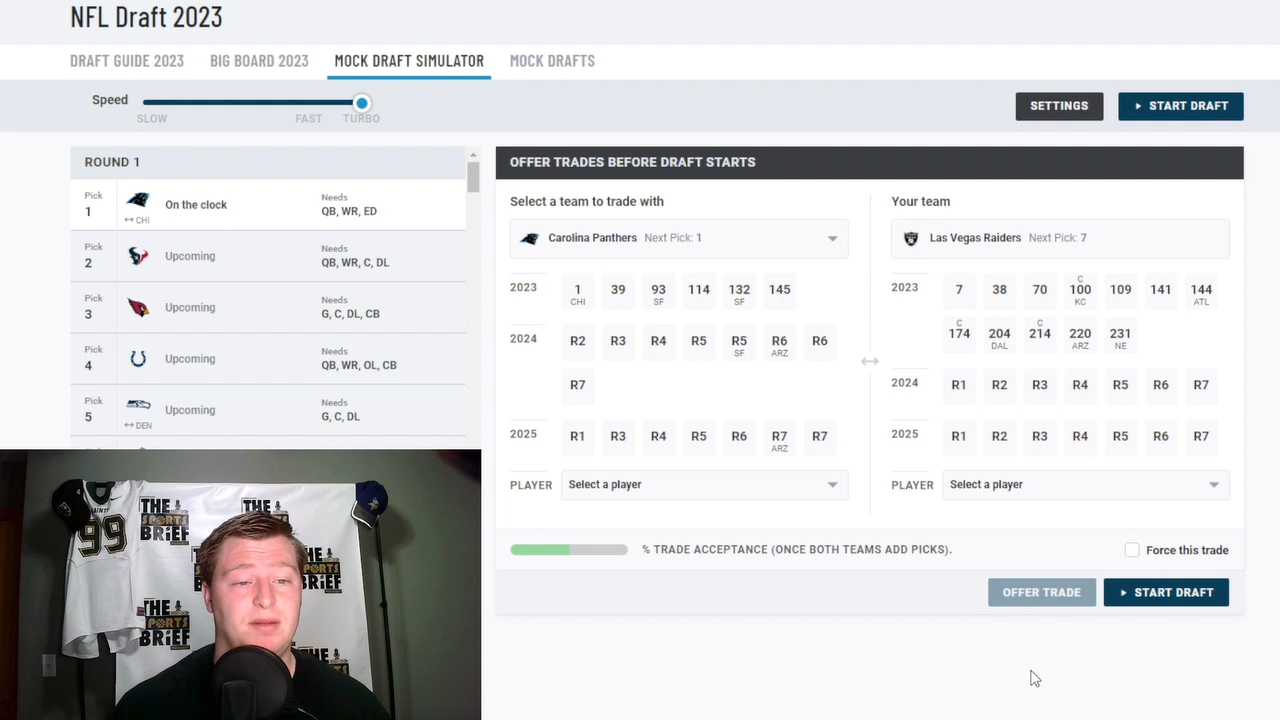 NFL Draft 2023
DRAFT GUIDE 2023 BIG BOARD 2023 MOCK DRAFT SIMULATOR MOCK DRAFTS
Speed
SLOW FAST TURBO
SETTINGS START DRAFT
ROUND 1
Pick
1
↔ CHI
On the clock
Needs
QB, WR, ED
Pick
2
Upcoming
Needs
QB, WR, C, DL
Pick
3
Upcoming
Needs
G, C, DL, CB
Pick
4
Upcoming
Needs
QB, WR, OL, CB
Pick
5
↔ DEN
Upcoming
Needs
G, C, DL
OFFER TRADES BEFORE DRAFT STARTS
Select a team to trade with
Carolina Panthers Next Pick: 1
2023
1 39 93 114 132 145
CHI SF SF
2024
R2 R3 R4 R5 R5 R6 R6
SF ARZ
R7
2025
R1 R3 R4 R5 R6 R7 R7
ARZ
PLAYER Select a player
Your team
Las Vegas Raiders Next Pick: 7
2023
C
7 38 70 100 109 141 144
KC ATL
C C
174 204 214 220 231
DAL ARZ NE
2024
R1 R2 R3 R4 R5 R6 R7
2025
R1 R2 R3 R4 R5 R6 R7
PLAYER Select a player
% TRADE ACCEPTANCE (ONCE BOTH TEAMS ADD PICKS).
Force this trade
OFFER TRADE START DRAFT
99
THE
SPORTS
BRIEF
THE
SPORTS
BRIEF